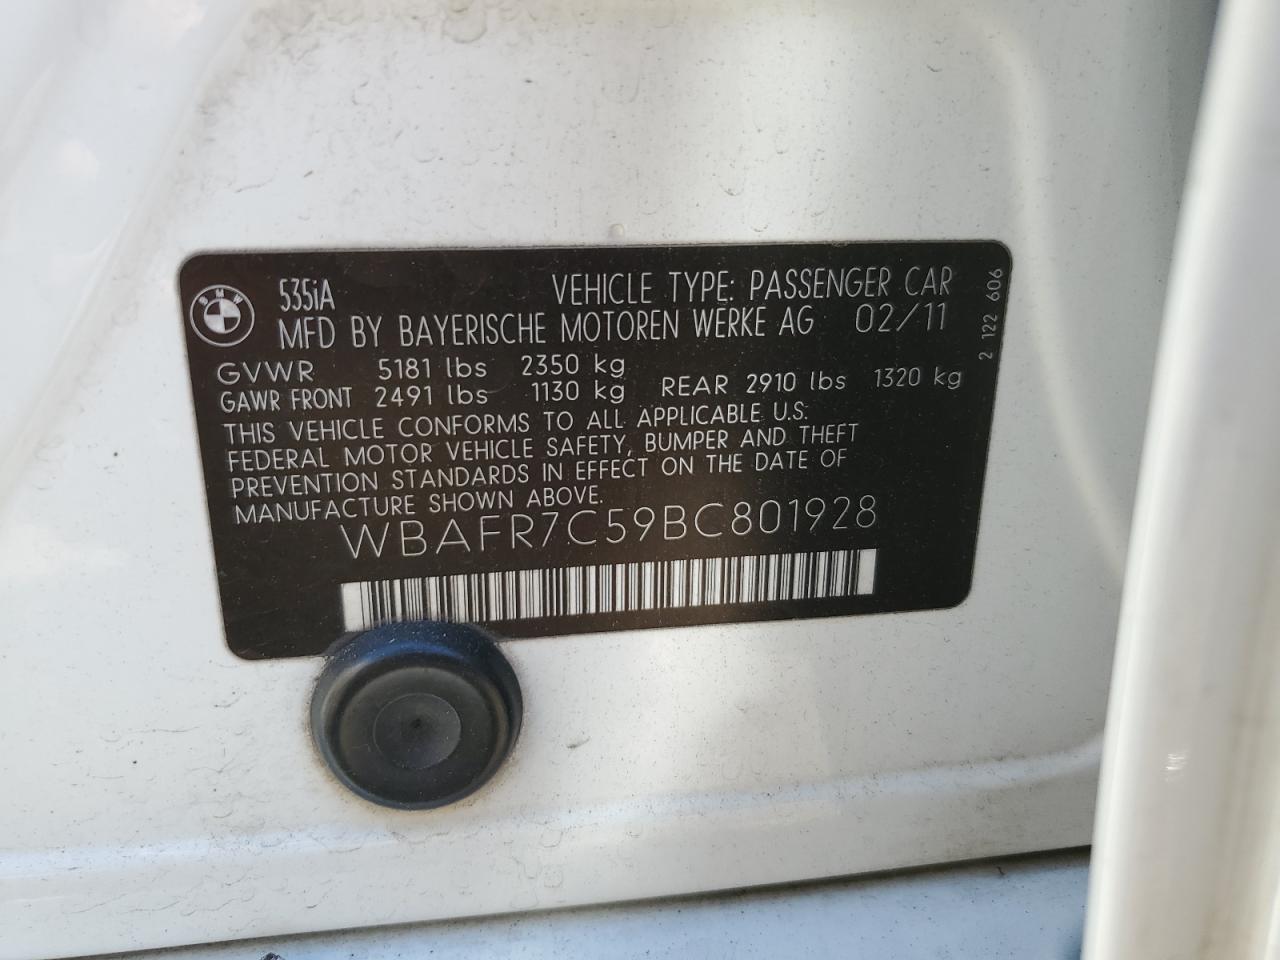 BMW
535iA
VEHICLE TYPE: PASSENGER CAR
MFD BY BAYERISCHE MOTOREN WERKE AG 02/11
GVWR 5181 lbs 2350 kg
GAWR FRONT 2491 lbs 1130 kg REAR 2910 lbs 1320 kg
THIS VEHICLE CONFORMS TO ALL APPLICABLE U.S.
FEDERAL MOTOR VEHICLE SAFETY, BUMPER AND THEFT
PREVENTION STANDARDS IN EFFECT ON THE DATE OF
MANUFACTURE SHOWN ABOVE.
WBAFR7C59BC801928
2 122 606